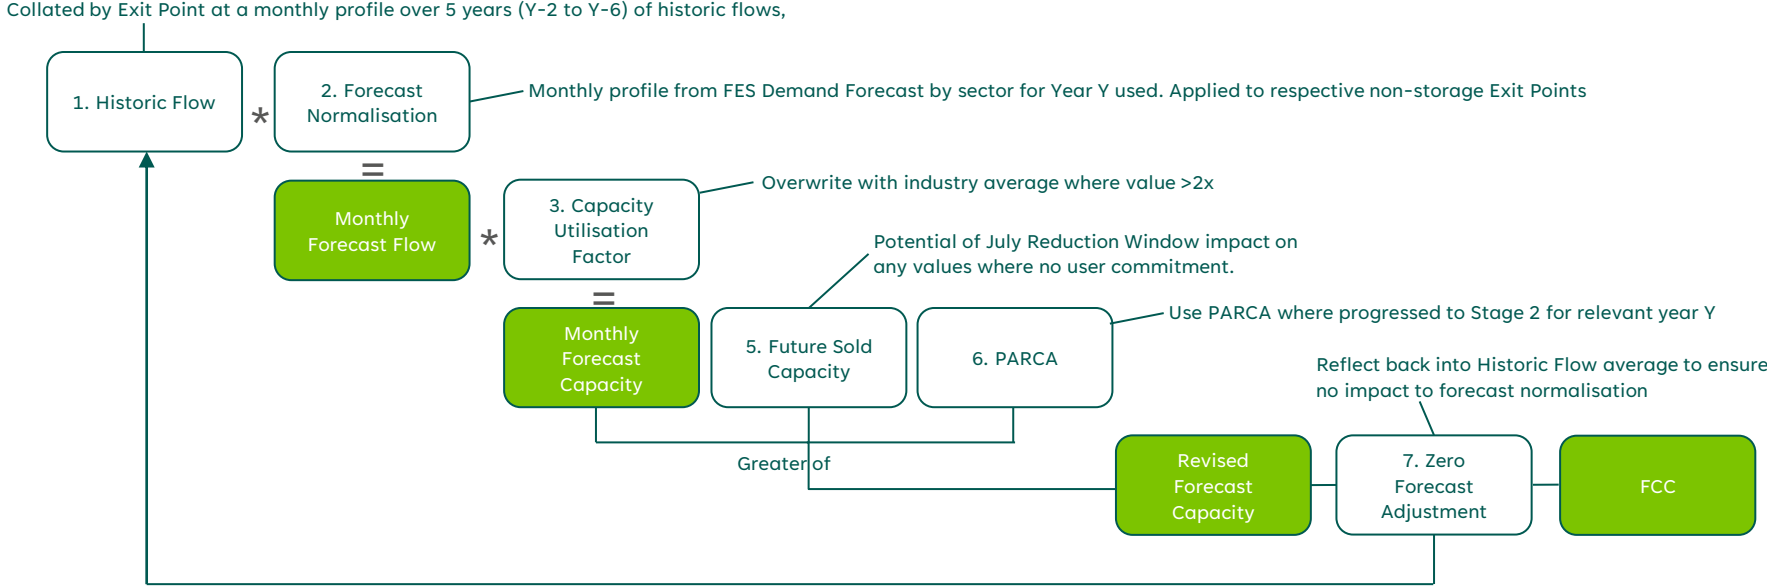 Collated by Exit Point at a monthly profile over 5 years (Y-2 to Y-6) of historic flows,
1. Historic Flow
*
2. Forecast
Normalisation
Monthly profile from FES Demand Forecast by sector for Year Y used. Applied to respective non-storage Exit Points
=
Monthly
Forecast Flow
*
3. Capacity
Utilisation
Factor
Overwrite with industry average where value >2x
=
Potential of July Reduction Window impact on
any values where no user commitment.
Monthly
Forecast
Capacity
5. Future Sold
Capacity
6. PARCA
Use PARCA where progressed to Stage 2 for relevant year Y
Reflect back into Historic Flow average to ensure
no impact to forecast normalisation
Greater of
Revised
Forecast
Capacity
7. Zero
Forecast
Adjustment
FCC